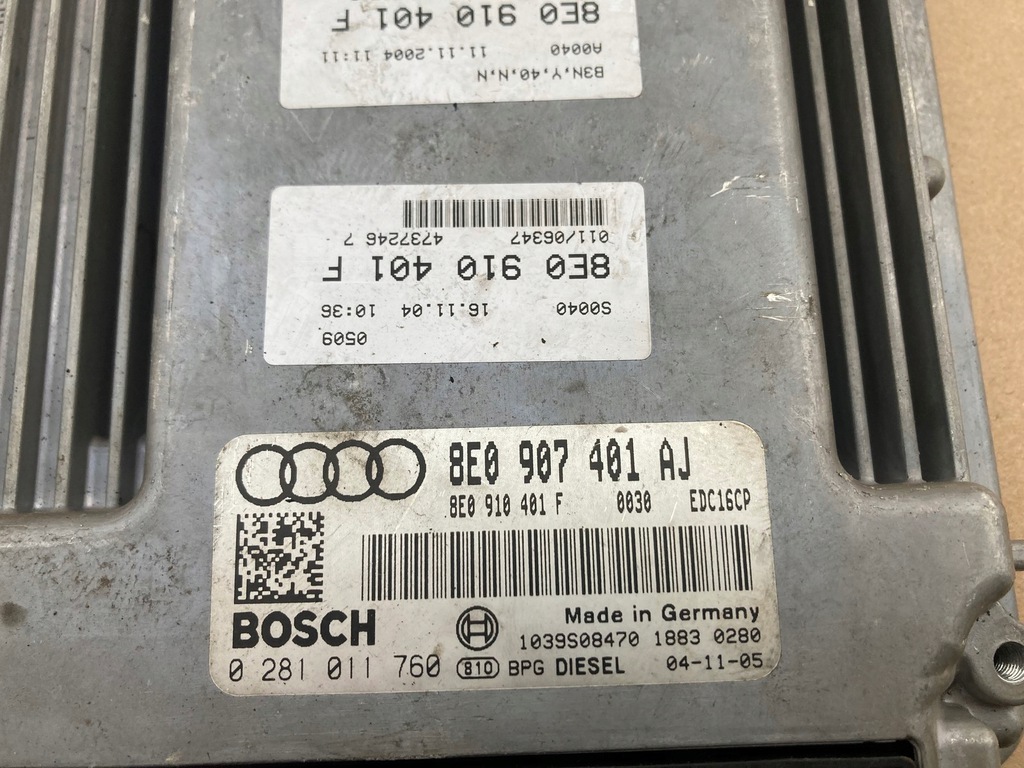 B3N,Y,40,N,N
A0040 11.11.2004 11:11
8E0 910 401 F
0509
S0040 16.11.04 10:36
8E0 910 401 F
011/06347 4737246 7
8E0 907 401 AJ
8E0 910 401 F 0030 EDC16CP
BOSCH
Made in Germany
1039S08470 1883 0280
0 281 011 760 810 BPG DIESEL 04-11-05